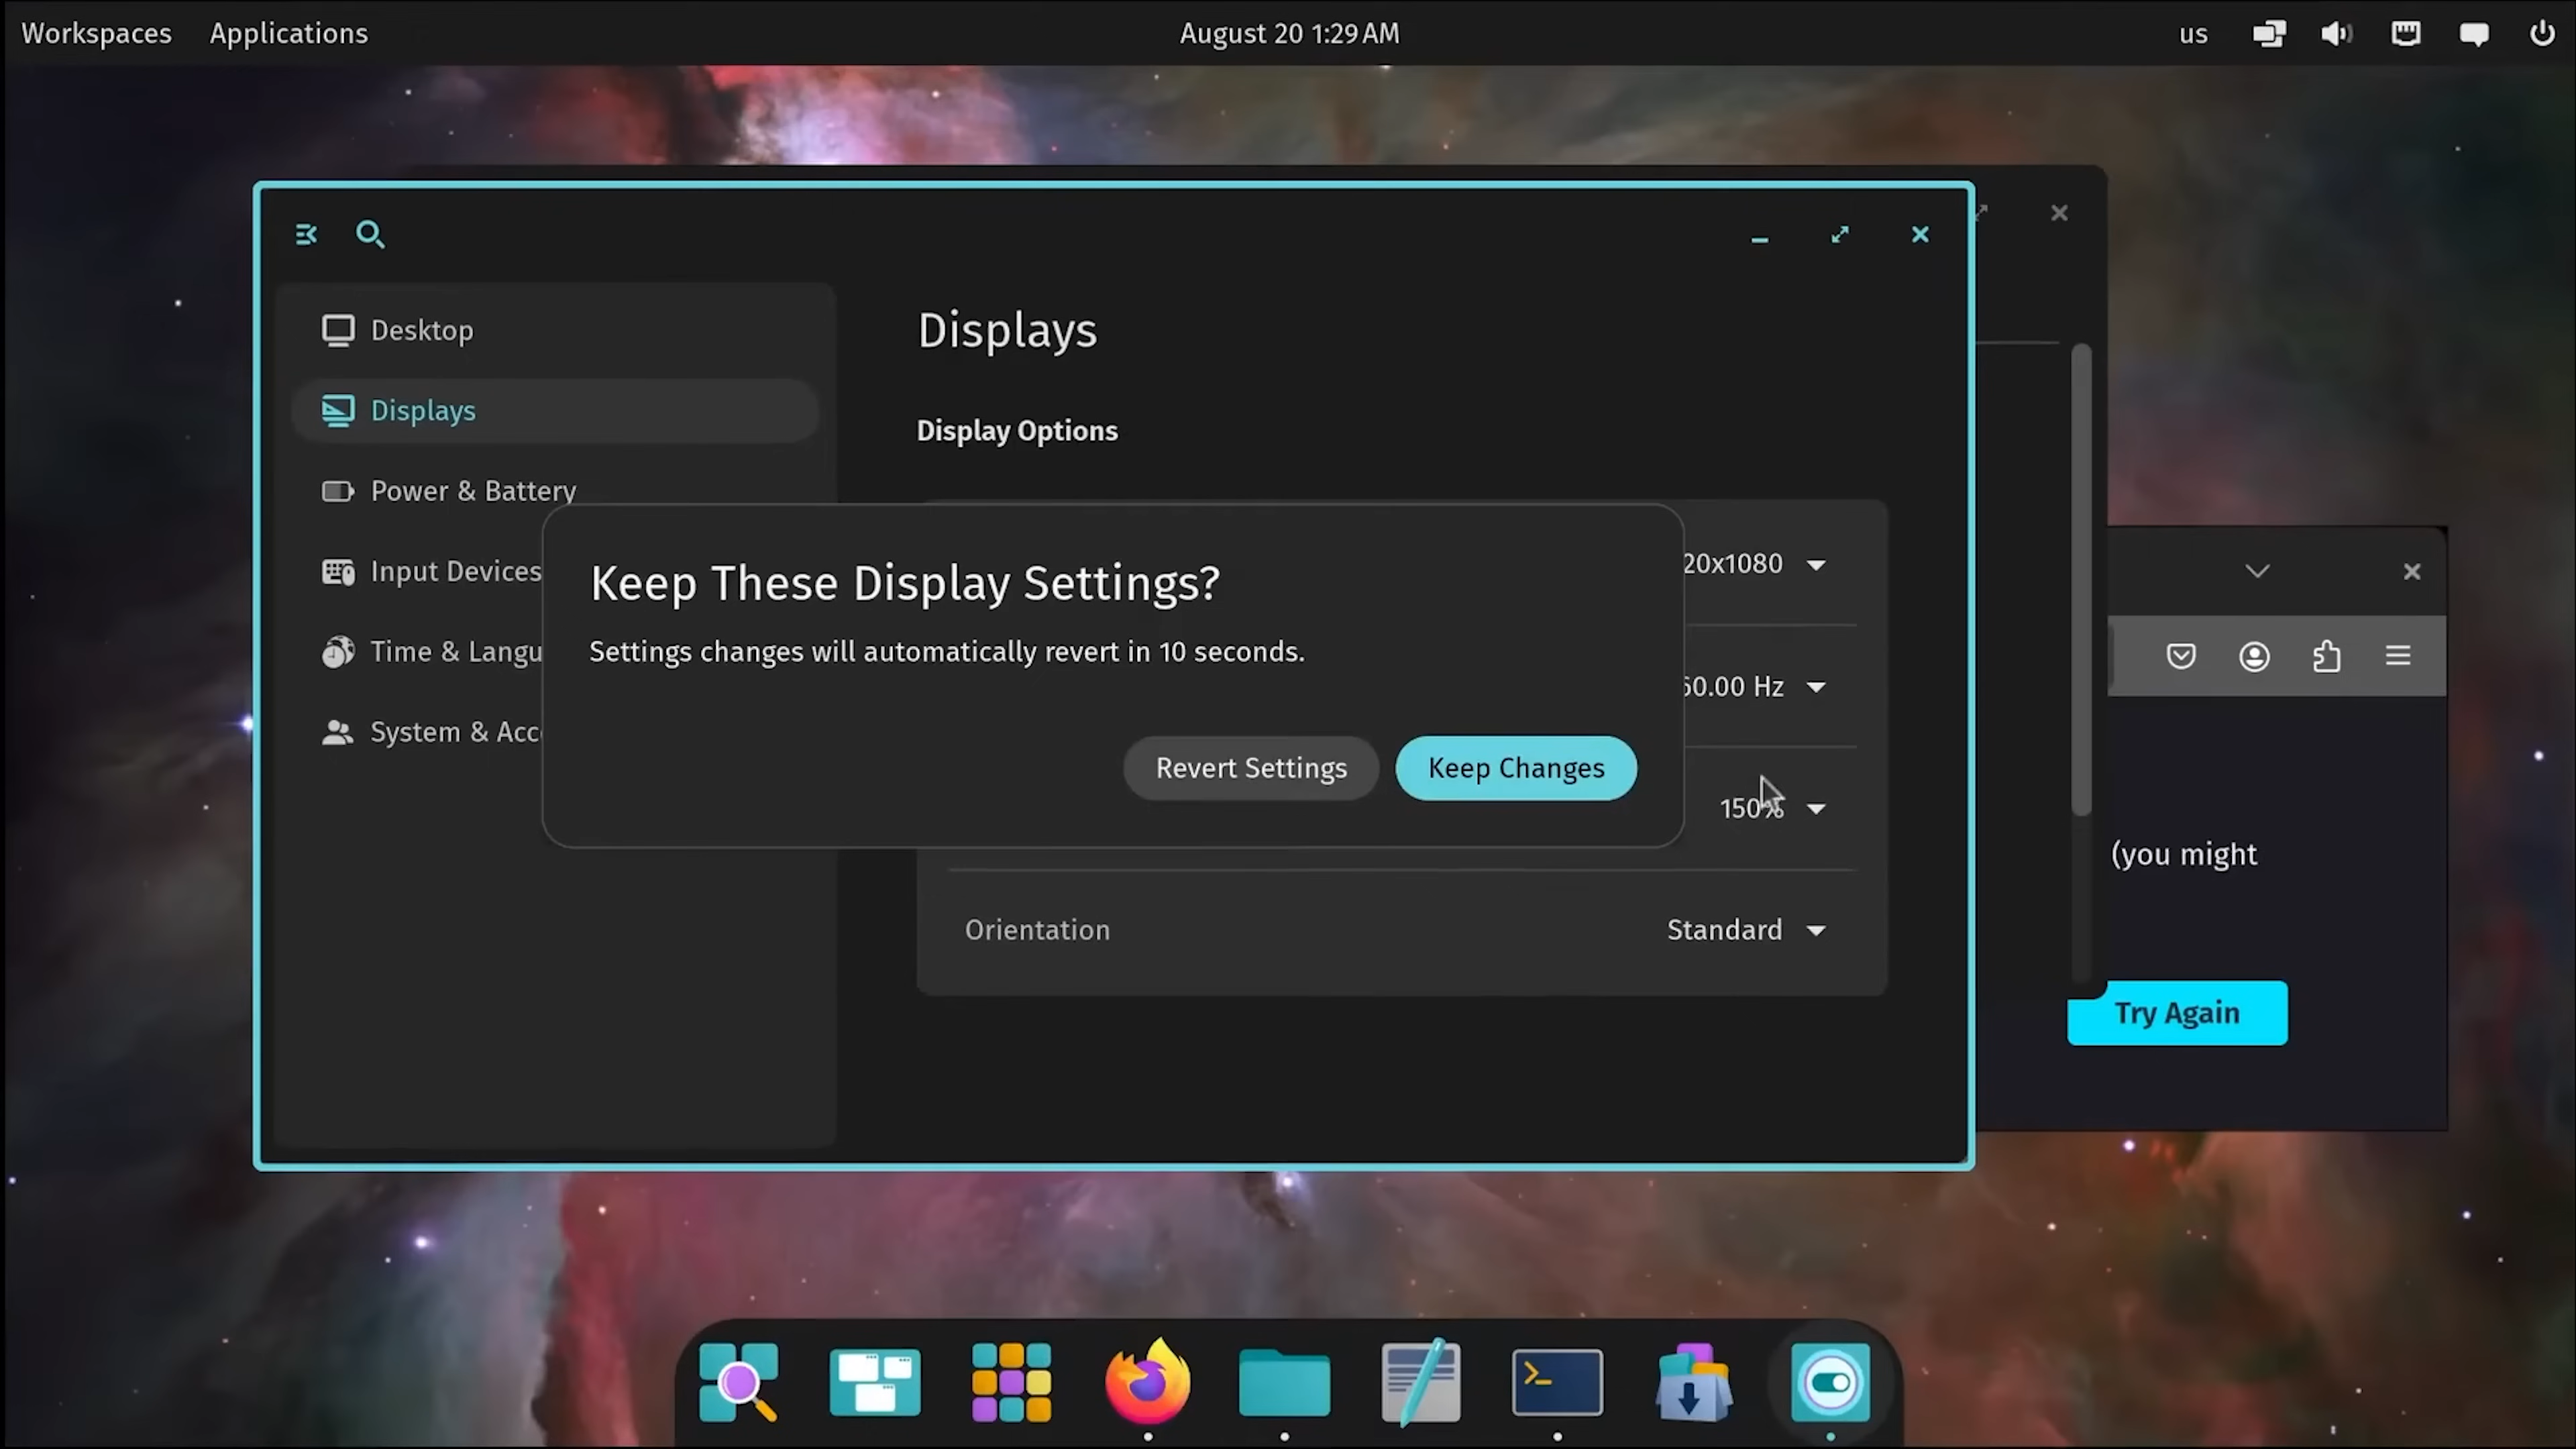 Workspaces Applications August 20 1:29 AM us
Desktop
Displays
Power & Battery
Input Devices
Time & Langu
System & Acc
Displays
Display Options
20x1080
60.00 Hz
150%
Orientation Standard
Keep These Display Settings?
Settings changes will automatically revert in 10 seconds.
Revert Settings Keep Changes
(you might
Try Again